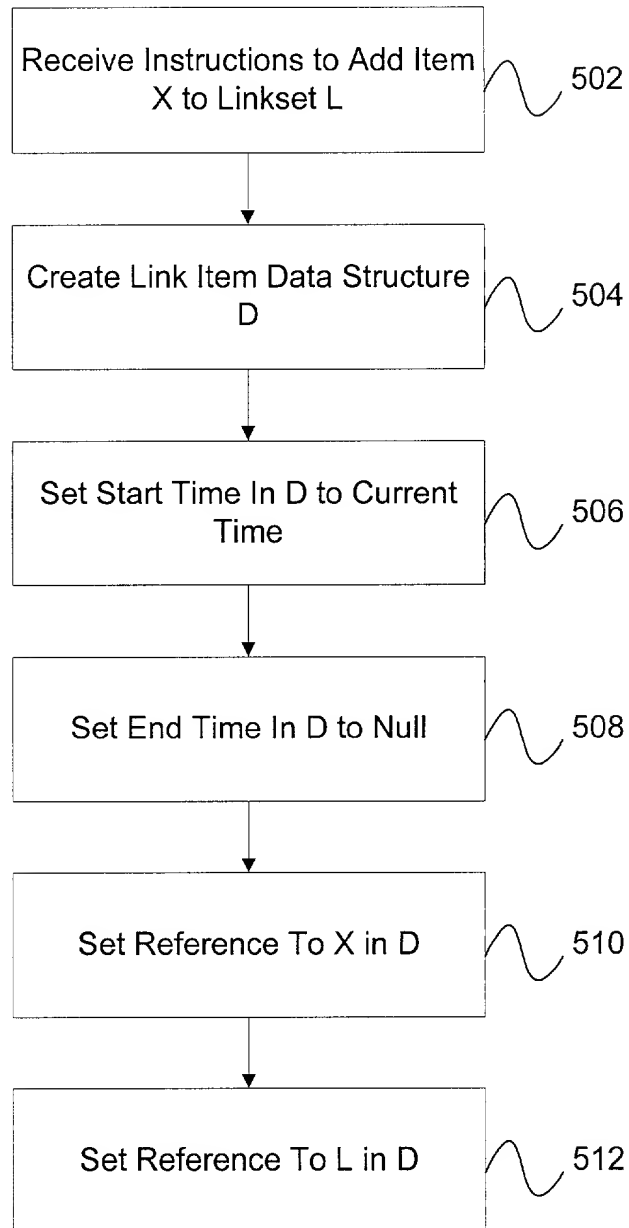 Receive Instructions to Add Item
X to Linkset L
502
Create Link Item Data Structure
D
504
Set Start Time In D to Current
Time
506
Set End Time In D to Null
508
Set Reference To X in D
510
Set Reference To L in D
512